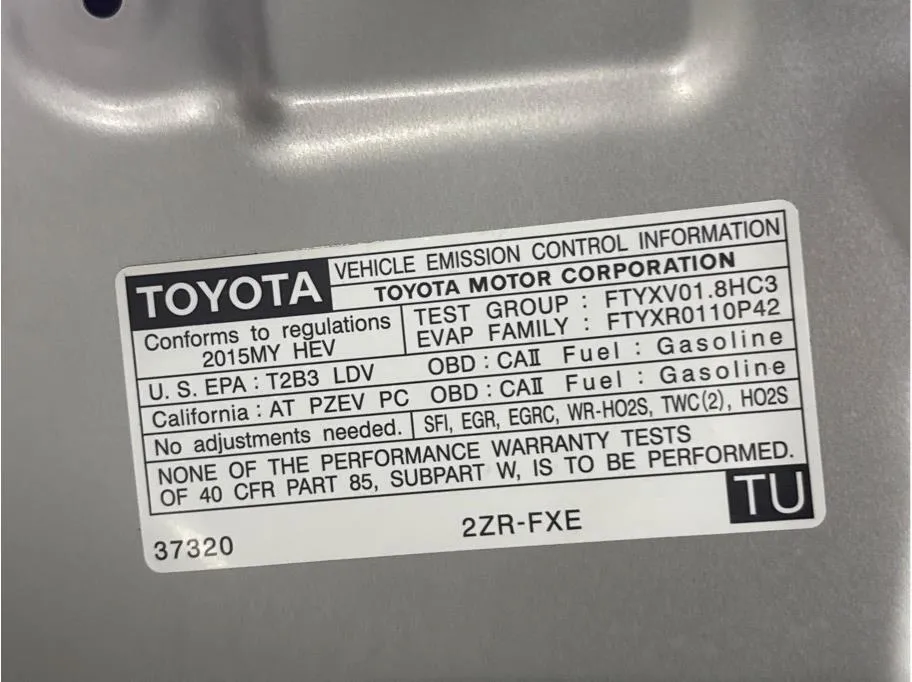 TOYOTA
VEHICLE EMISSION CONTROL INFORMATION
TOYOTA MOTOR CORPORATION
Conforms to regulations
2015MY HEV
TEST GROUP : FTYXV01.8HC3
EVAP FAMILY : FTYXR0110P42
U. S. EPA : T2B3 LDV OBD : CAII Fuel : Gasoline
California : AT PZEV PC OBD : CAII Fuel : Gasoline
No adjustments needed.
SFI, EGR, EGRC, WR-HO2S, TWC(2), HO2S
NONE OF THE PERFORMANCE WARRANTY TESTS
OF 40 CFR PART 85, SUBPART W, IS TO BE PERFORMED.
37320
2ZR-FXE
TU